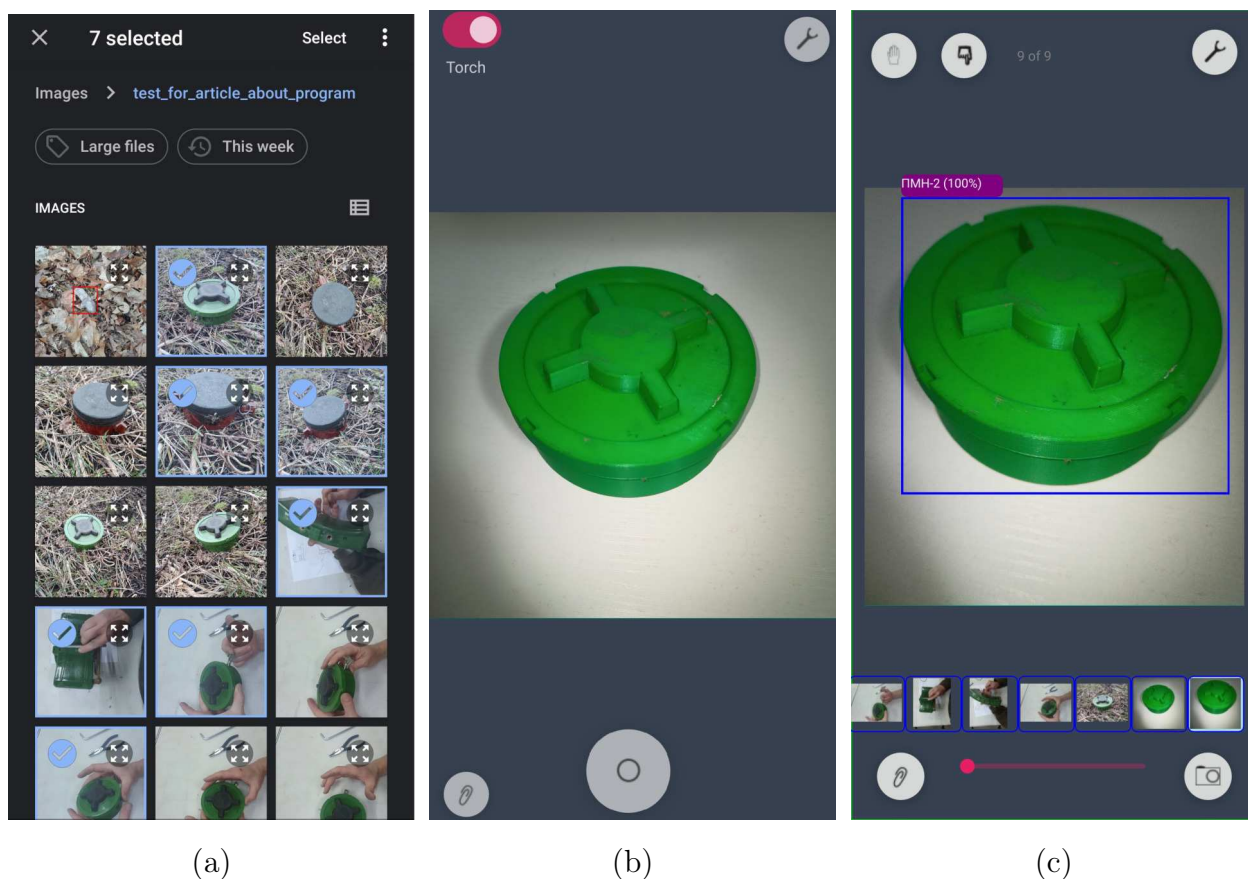 7 selected
Select
Images > test_for_article_about_program
Large files
This week
IMAGES
Torch
9 of 9
ПМН-2 (100%)
(a)
(b)
(c)